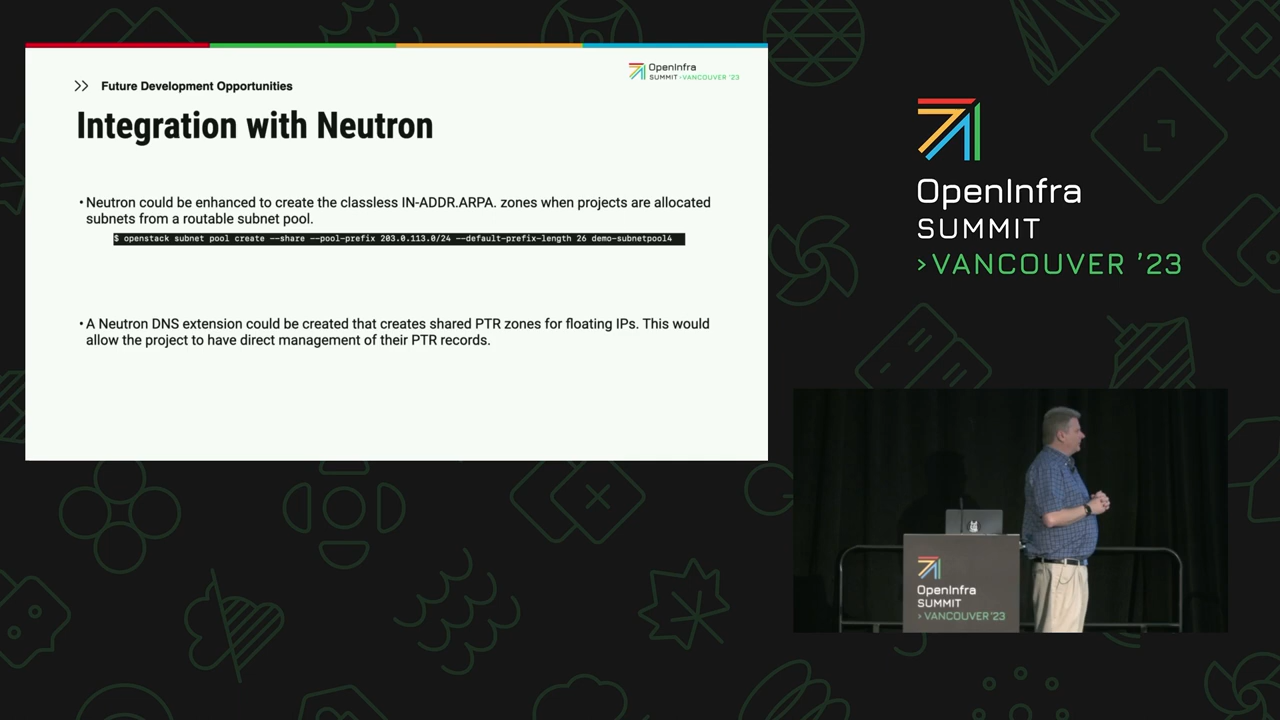 Future Development Opportunities
OpenInfra
SUMMIT >VANCOUVER '23
Integration with Neutron
• Neutron could be enhanced to create the classless IN-ADDR.ARPA. zones when projects are allocated
subnets from a routable subnet pool.
$ openstack subnet pool create --share --pool-prefix 203.0.113.0/24 --default-prefix-length 26 demo-subnetpool4
• A Neutron DNS extension could be created that creates shared PTR zones for floating IPs. This would
allow the project to have direct management of their PTR records.
OpenInfra
SUMMIT
>VANCOUVER '23
OpenInfra
SUMMIT
>VANCOUVER '23